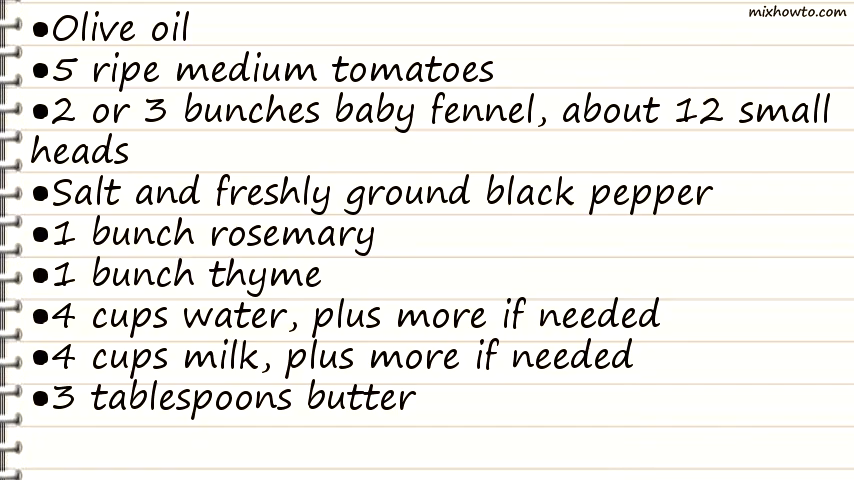 mixhowto.com
•Olive oil
•5 ripe medium tomatoes
•2 or 3 bunches baby fennel, about 12 small
heads
•Salt and freshly ground black pepper
•1 bunch rosemary
•1 bunch thyme
•4 cups water, plus more if needed
•4 cups milk, plus more if needed
•3 tablespoons butter